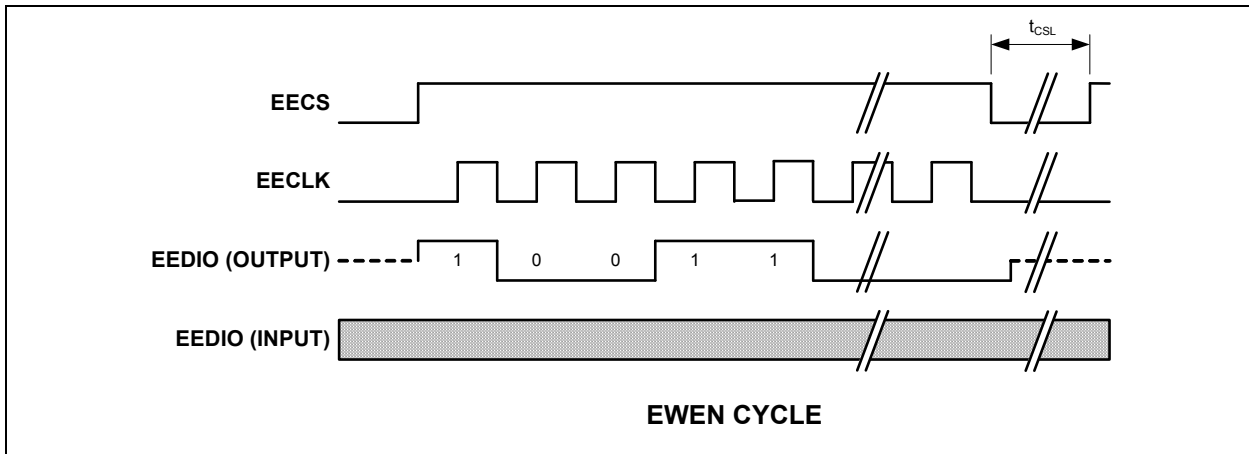 tCSL
EECS
EECLK
EEDIO (OUTPUT)
1 0 0 1 1
EEDIO (INPUT)
EWEN CYCLE